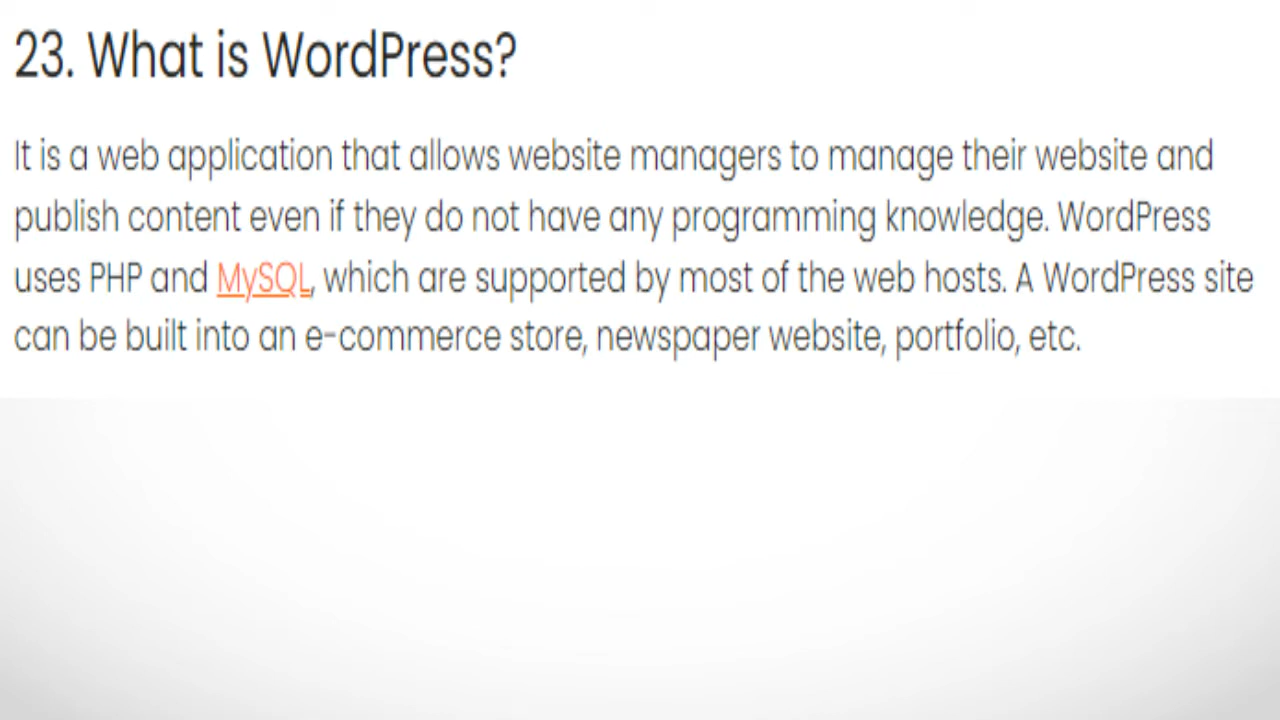 23. What is WordPress?
It is a web application that allows website managers to manage their website and
publish content even if they do not have any programming knowledge. WordPress
uses PHP and MySQL, which are supported by most of the web hosts. A WordPress site
can be built into an e-commerce store, newspaper website, portfolio, etc.